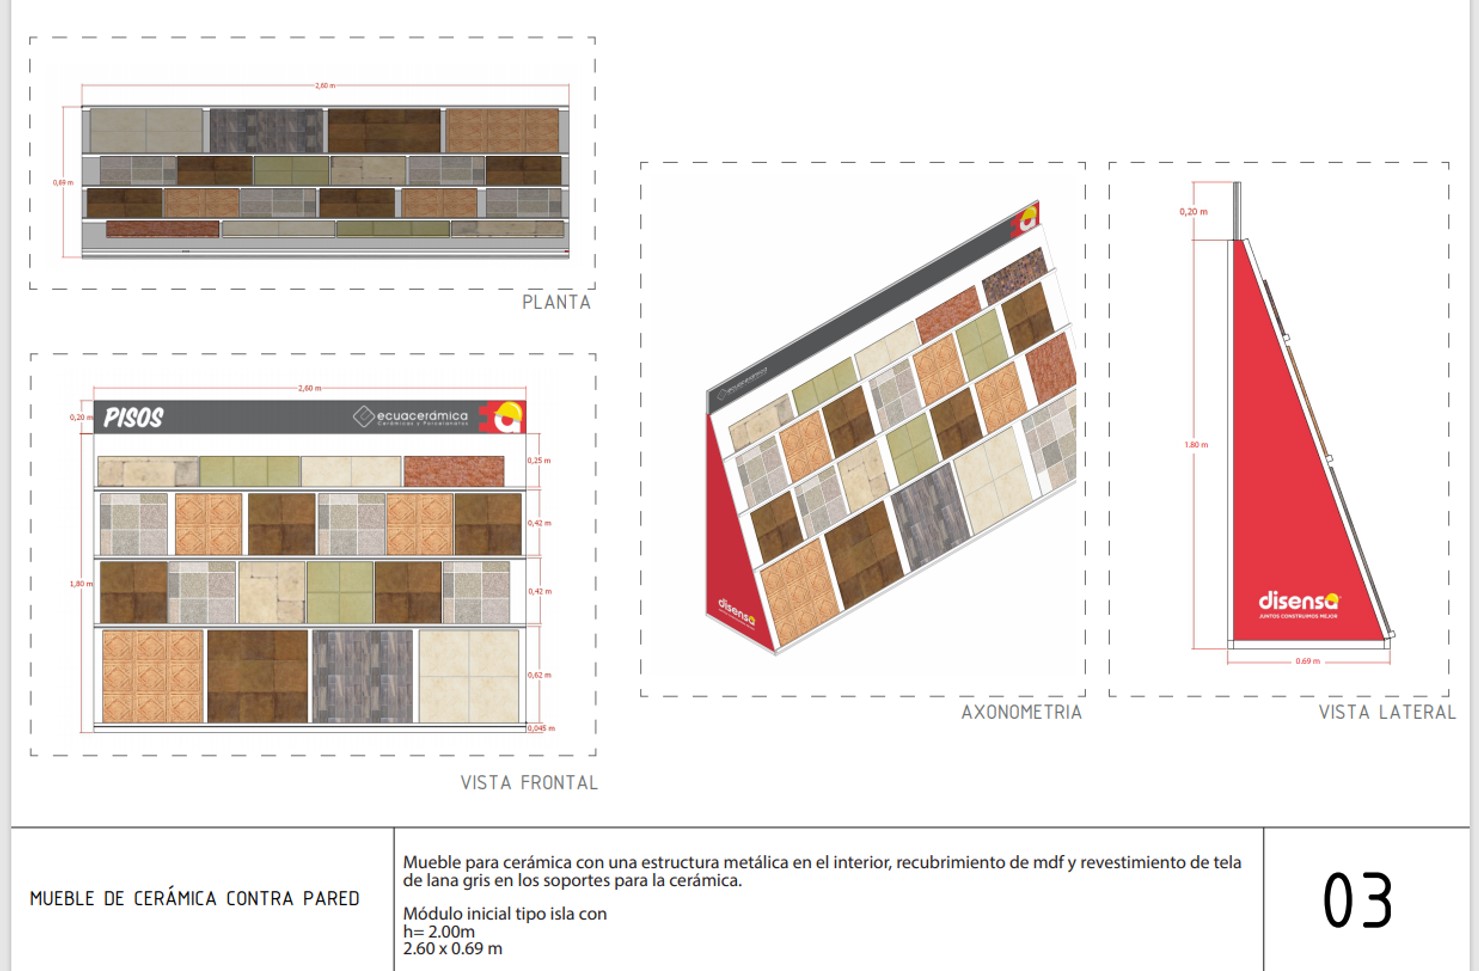 2,60 m
0,69 m
PLANTA
2,60 m
0,20 m
PISOS
ecuacerámica
Cerámicas y Porcelanatos
a
0,25 m
0,42 m
1,80 m
0,42 m
0,62 m
0,045 m
VISTA FRONTAL
ecuacerámica
a
disensa
AXONOMETRIA
0,20 m
1.80 m
disensa
JUNTOS CONSTRUIMOS MEJOR
0.69 m
VISTA LATERAL
MUEBLE DE CERÁMICA CONTRA PARED
Mueble para cerámica con una estructura metálica en el interior, recubrimiento de mdf y revestimiento de tela
de lana gris en los soportes para la cerámica.
Módulo inicial tipo isla con
h= 2.00m
2.60 x 0.69 m
03